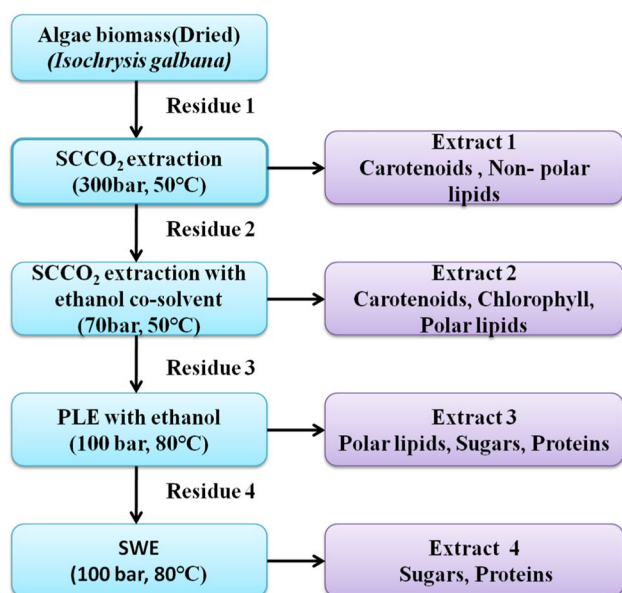 Algae biomass(Dried)
(Isochrysis galbana)
Residue 1
SCCO₂ extraction
(300bar, 50°C)
Extract 1
Carotenoids , Non- polar
lipids
Residue 2
SCCO₂ extraction with
ethanol co-solvent
(70bar, 50°C)
Extract 2
Carotenoids, Chlorophyll,
Polar lipids
Residue 3
PLE with ethanol
(100 bar, 80°C)
Extract 3
Polar lipids, Sugars, Proteins
Residue 4
SWE
(100 bar, 80°C)
Extract 4
Sugars, Proteins